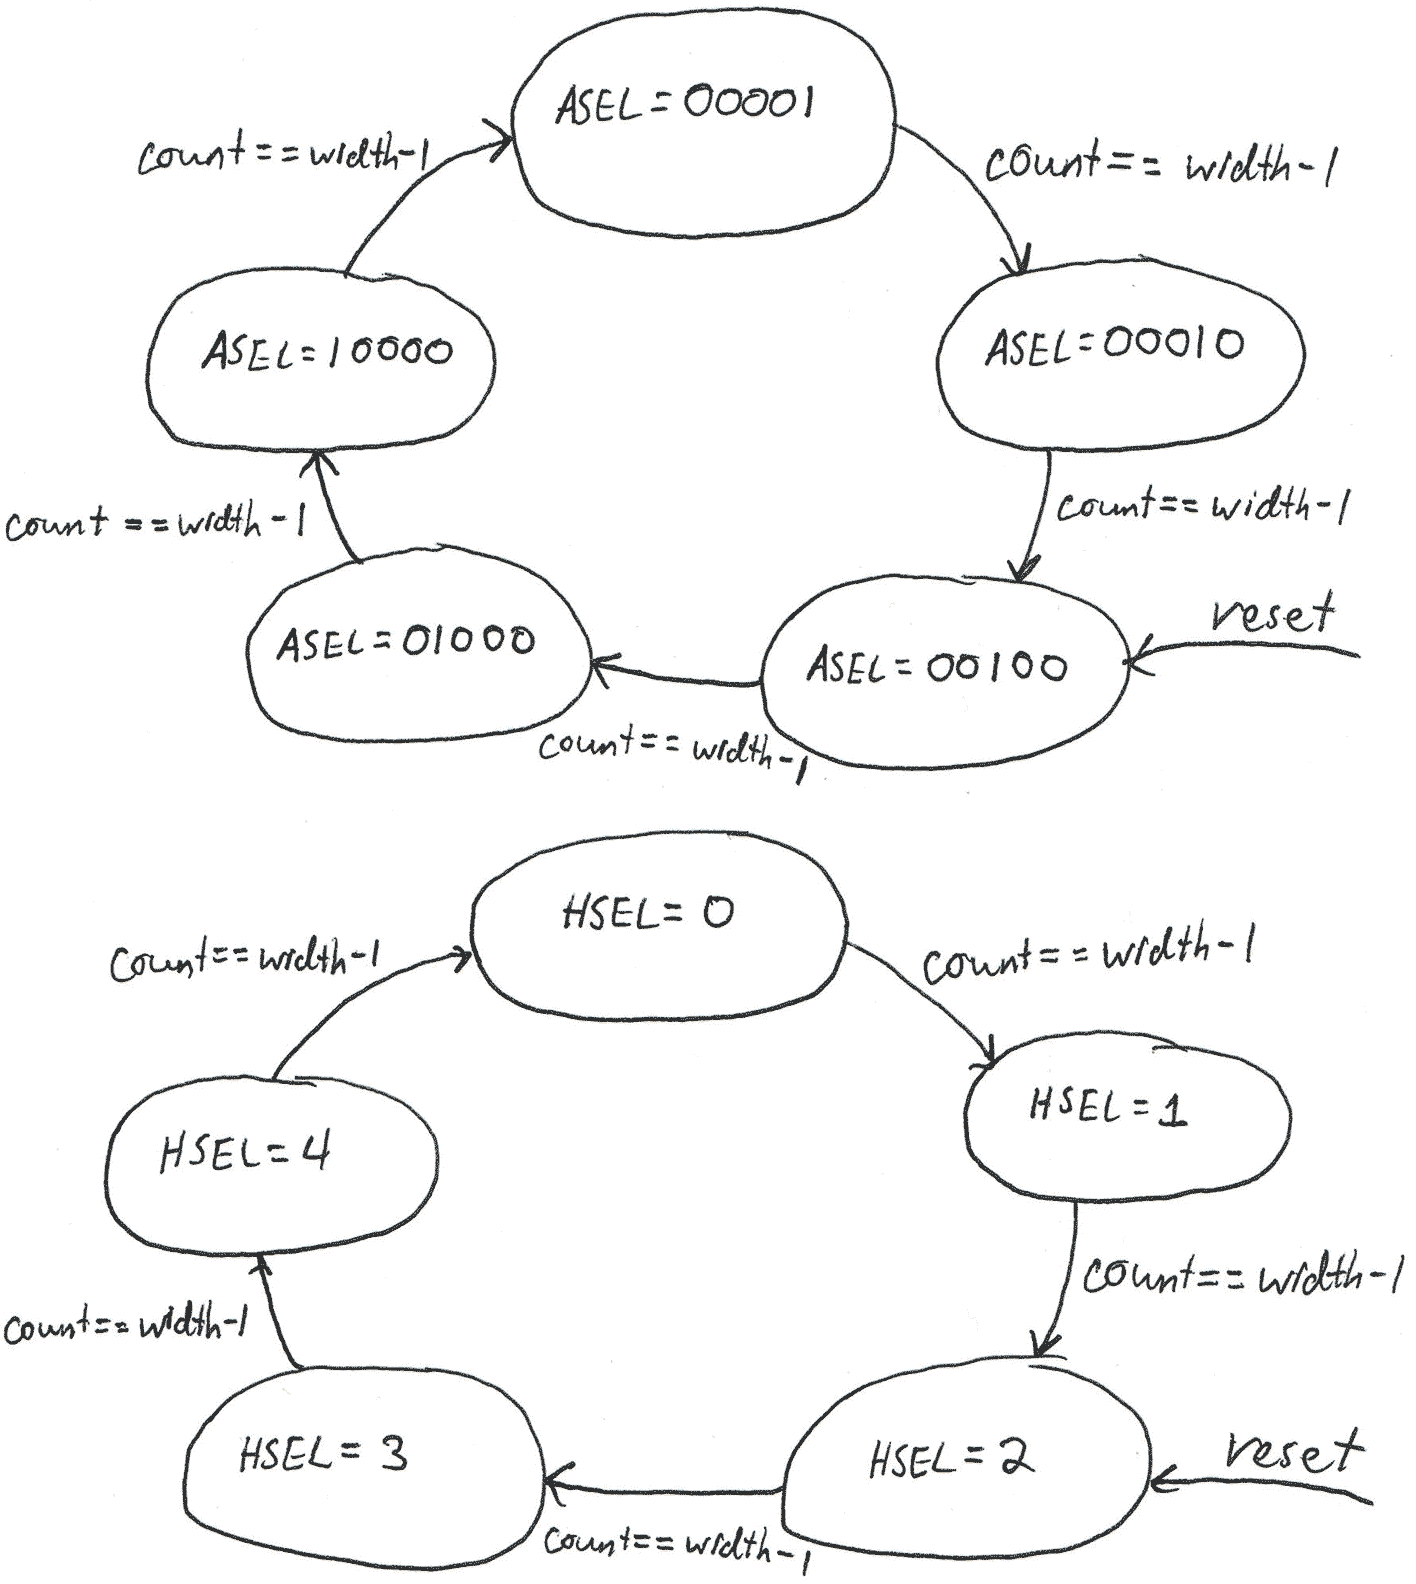 ASEL=00001
count==width-1
count== width-1
ASEL=10000
ASEL=00010
count ==width-1
count== width-1
reset
ASEL=01000
ASEL=00100
count== width-1
HSEL=0
count==width-1
count==width-1
HSEL=1
HSEL=4
count==width-1
count==width-1
HSEL=3
HSEL=2
reset
count==width-1